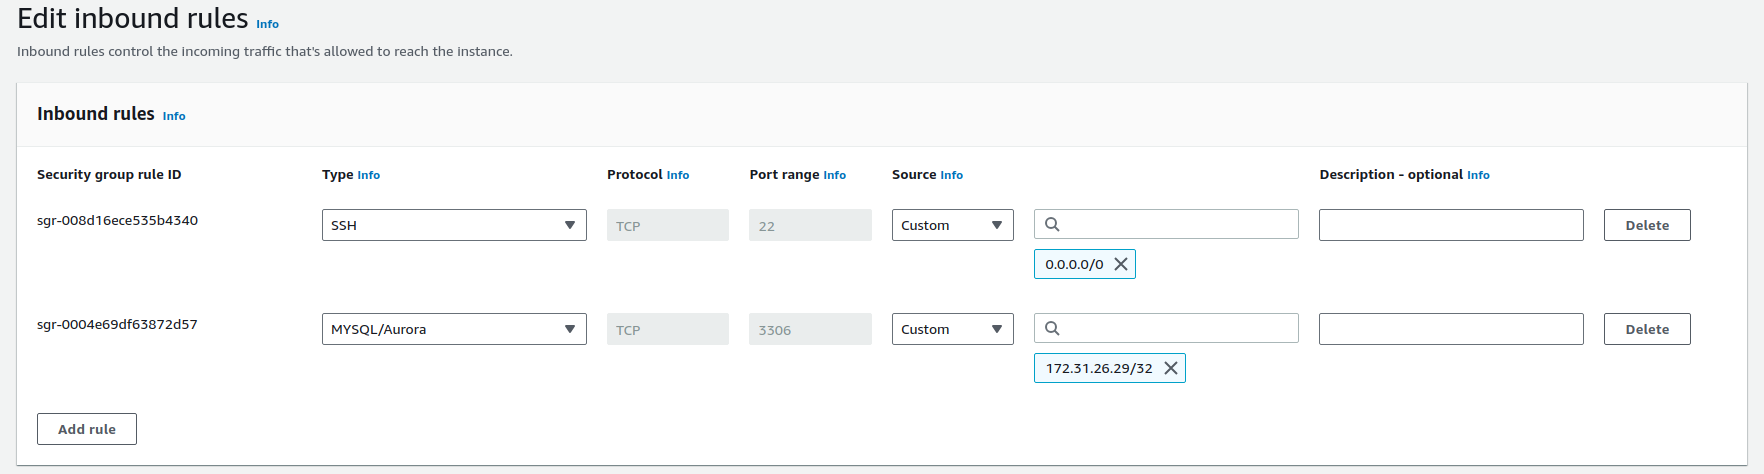 Edit inbound rules Info
Inbound rules control the incoming traffic that's allowed to reach the instance.
Inbound rules Info
Security group rule ID Type Info Protocol Info Port range Info Source Info Description - optional Info
sgr-008d16ece535b4340 SSH TCP 22 Custom Delete
0.0.0.0/0
sgr-0004e69df63872d57 MYSQL/Aurora TCP 3306 Custom Delete
172.31.26.29/32
Add rule